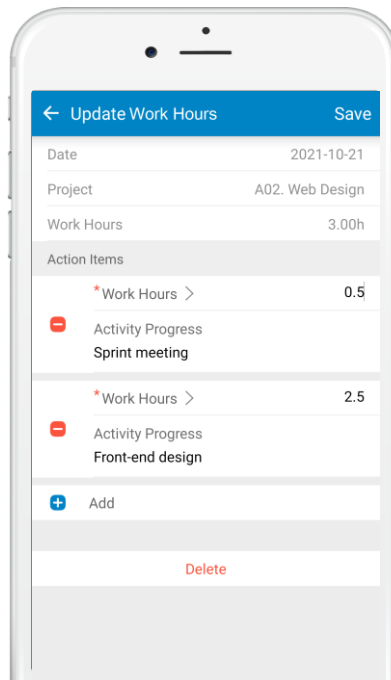 Update Work Hours Save
Date 2021-10-21
Project A02. Web Design
Work Hours 3.00h
Action Items
*Work Hours > 0.5
Activity Progress
Sprint meeting
*Work Hours > 2.5
Activity Progress
Front-end design
Add
Delete